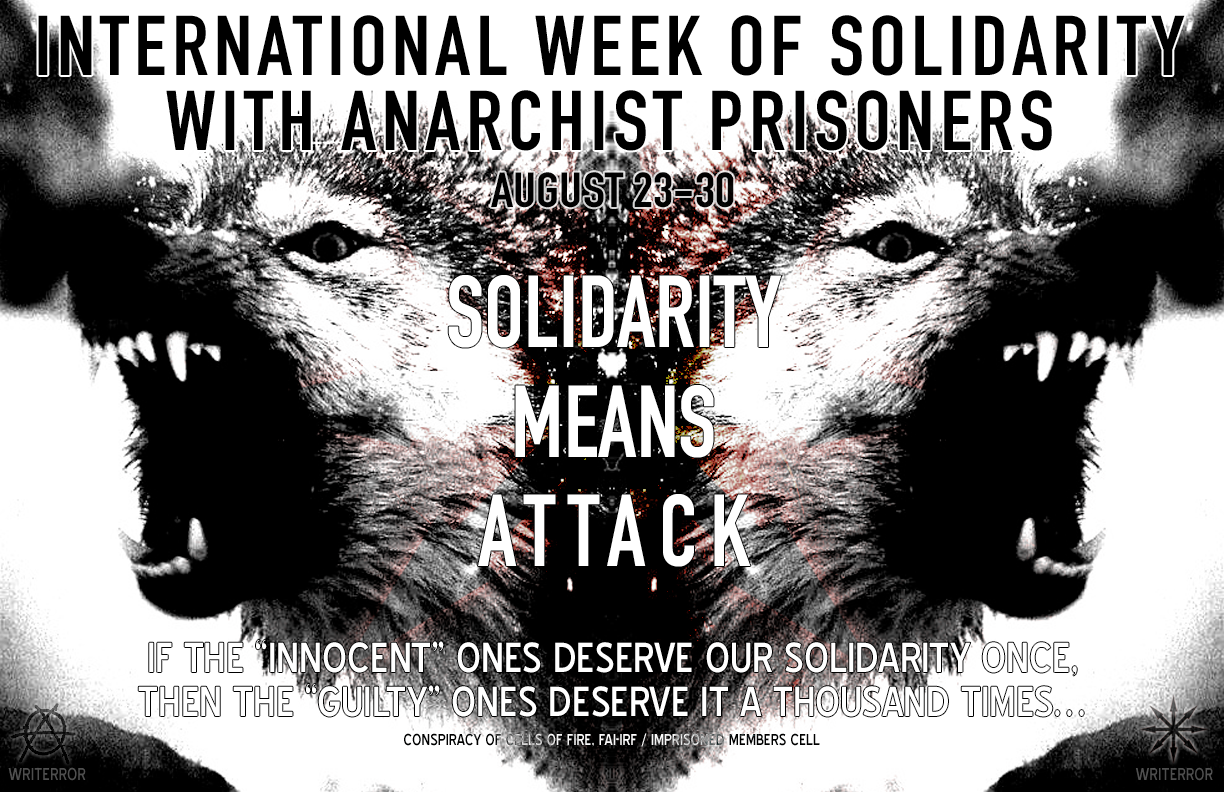 INTERNATIONAL WEEK OF SOLIDARITY
WITH ANARCHIST PRISONERS
AUGUST 23–30
SOLIDARITY
MEANS
ATTACK
IF THE “INNOCENT” ONES DESERVE OUR SOLIDARITY ONCE,
THEN THE “GUILTY” ONES DESERVE IT A THOUSAND TIMES...
CONSPIRACY OF CELLS OF FIRE, FAI-IRF / IMPRISONED MEMBERS CELL
WRITERROR
WRITERROR